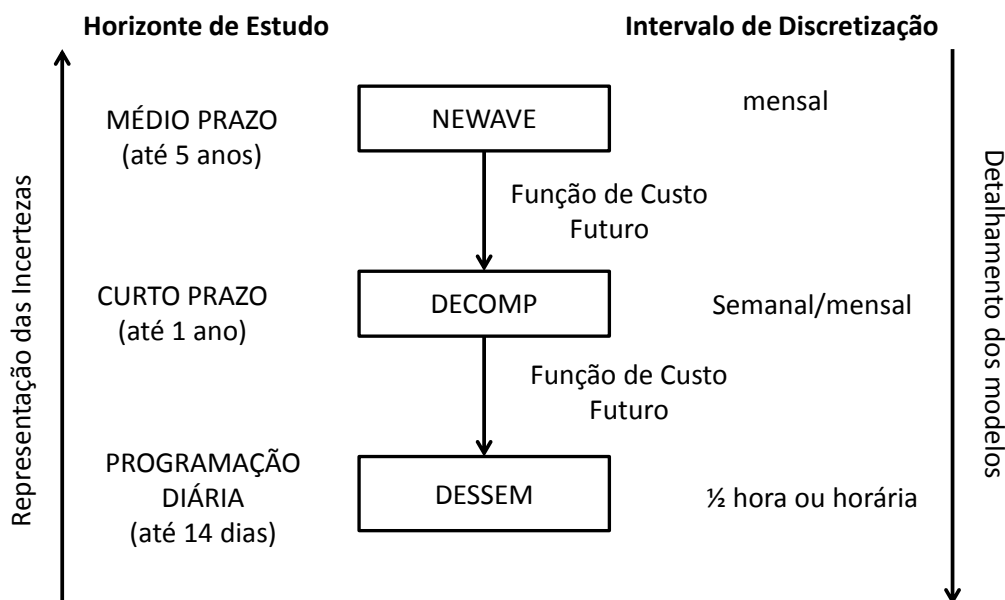 Horizonte de Estudo
Intervalo de Discretização
MÉDIO PRAZO
(até 5 anos)
NEWAVE
mensal
Função de Custo
Futuro
CURTO PRAZO
(até 1 ano)
DECOMP
Semanal/mensal
Função de Custo
Futuro
PROGRAMAÇÃO
DIÁRIA
(até 14 dias)
DESSEM
½ hora ou horária
Representação das Incertezas
Detalhamento dos modelos